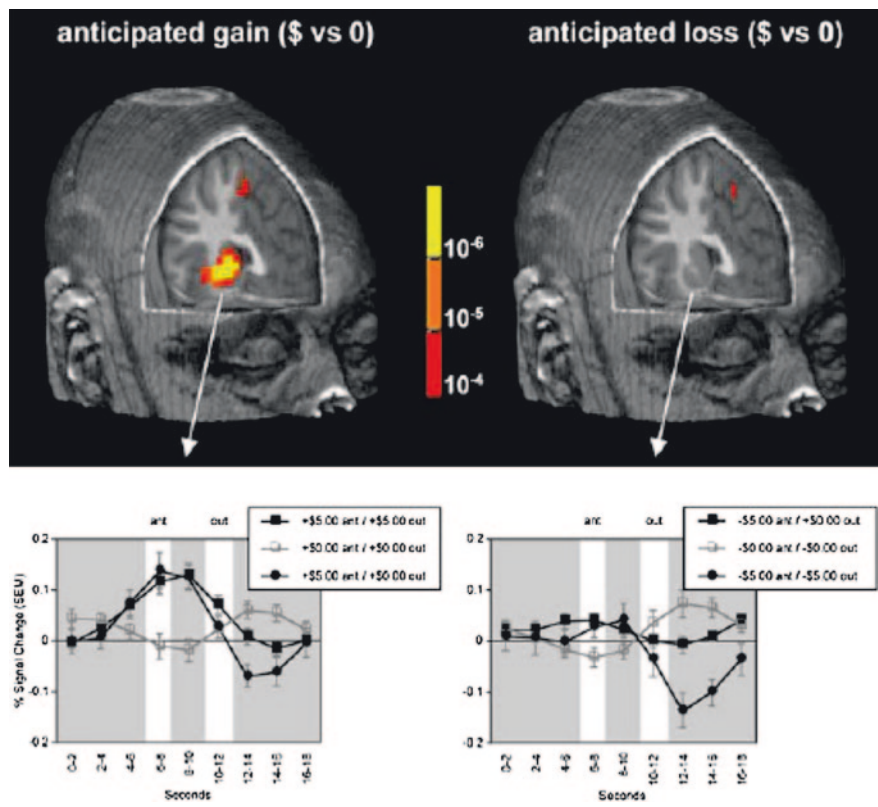 anticipated gain ($ vs 0)
anticipated loss ($ vs 0)
10-6
10-5
10-4
ant
out
+$5.00 ant / +$5.00 out
+$0.00 ant / +$0.00 out
+$5.00 ant / +$0.00 out
% Signal Change (SEM)
0.2
0.1
0
-0.1
-0.2
0-2
2-4
4-6
6-8
8-10
10-12
12-14
14-16
16-18
Seconds
ant
out
-$5.00 ant / +$0.00 out
-$0.00 ant / -$0.00 out
-$5.00 ant / -$5.00 out
0.2
0.1
0
-0.1
-0.2
0-2
2-4
4-6
6-8
8-10
10-12
12-14
14-16
16-18
Seconds